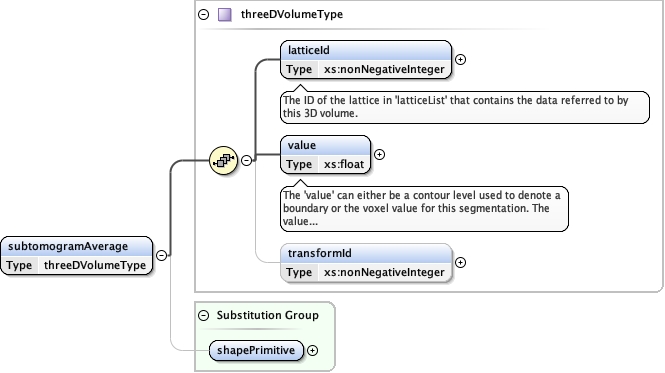 threeDVolumeType
latticeId
Type xs:nonNegativeInteger
The ID of the lattice in 'latticeList' that contains the data referred to by
this 3D volume.
value
Type xs:float
The 'value' can either be a contour level used to denote a
boundary or the voxel value for this segmentation. The
value...
subtomogramAverage
Type threeDVolumeType
transformId
Type xs:nonNegativeInteger
Substitution Group
shapePrimitive